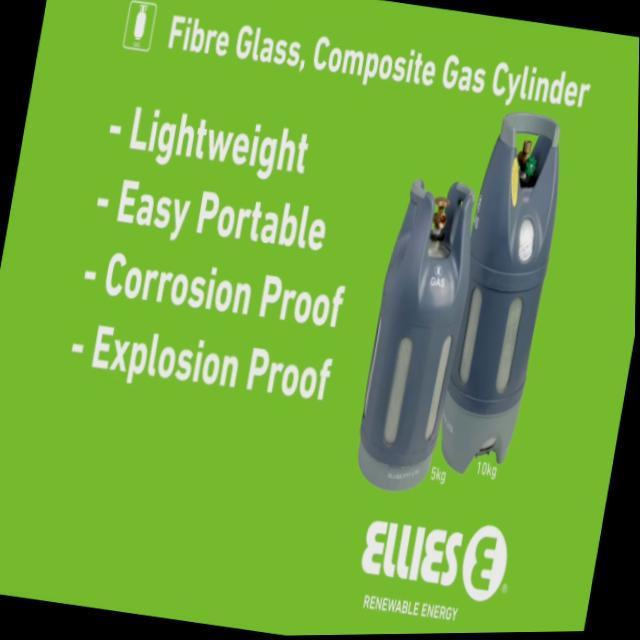 Fibre Glass, Composite Gas Cylinder
- Lightweight
- Easy Portable
- Corrosion Proof
- Explosion Proof
GAS
5kg
10kg
ELLIES E
RENEWABLE ENERGY